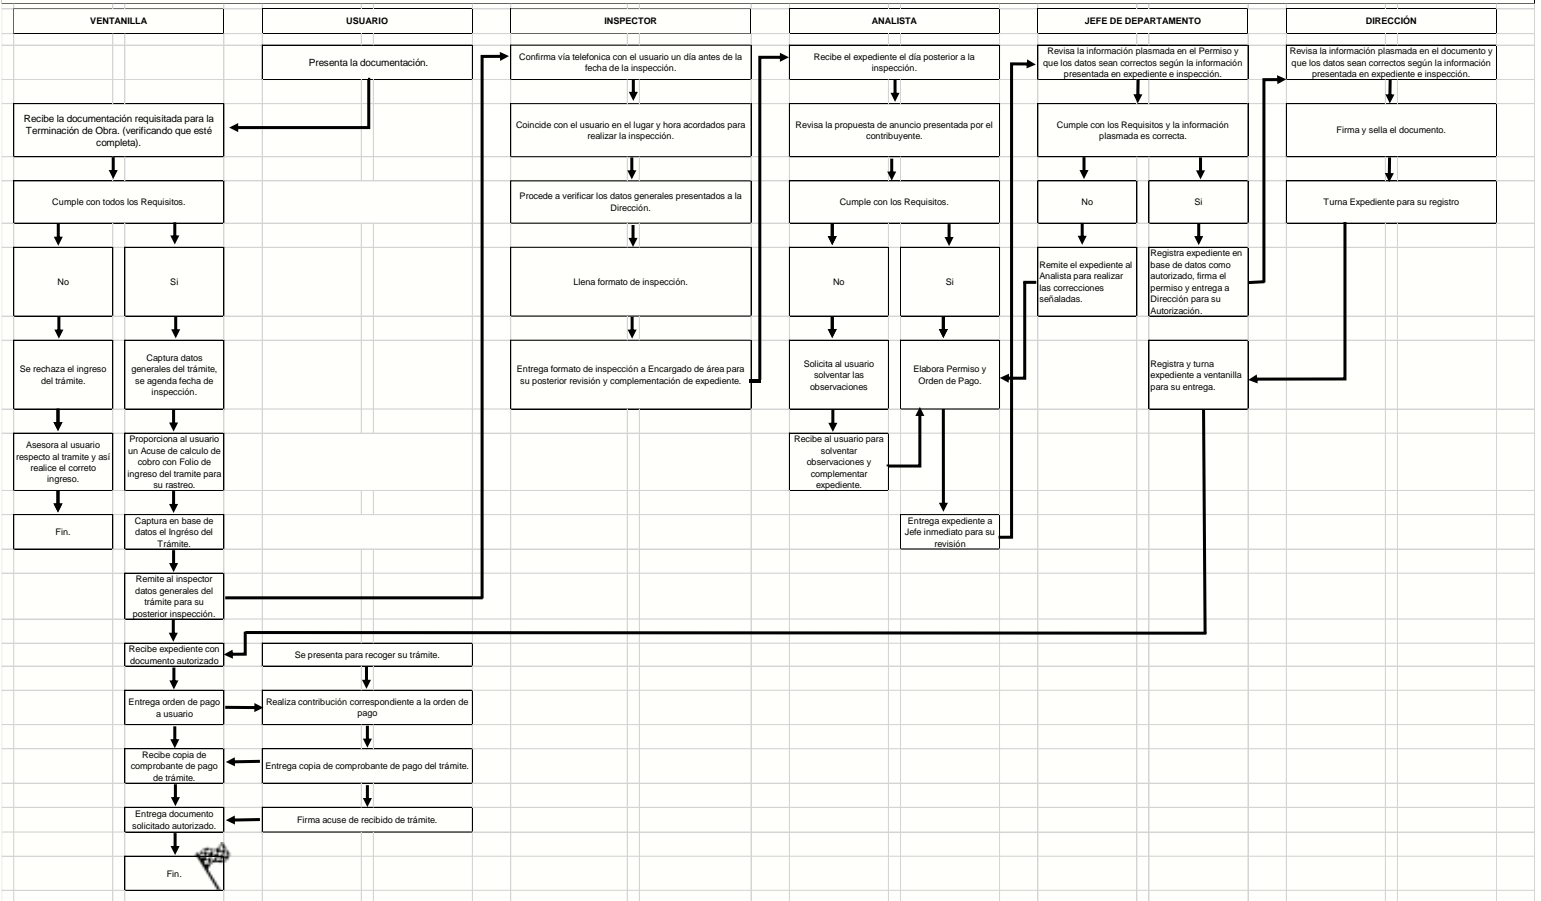 VENTANILLA
USUARIO
INSPECTOR
ANALISTA
JEFE DE DEPARTAMENTO
DIRECCIÓN
Presenta la documentación.
Recibe la documentación requisitada para la
Terminación de Obra. (verificando que esté
completa).
Cumple con todos los Requisitos.
No
Si
Se rechaza el ingreso
del trámite.
Captura datos
generales del trámite,
se agenda fecha de
inspección.
Asesora al usuario
respecto al tramite y así
realice el correto
ingreso.
Proporciona al usuario
un Acuse de calculo de
cobro con Folio de
ingreso del tramite para
su rastreo.
Fin.
Captura en base de
datos el Ingréso del
Trámite.
Remite al inspector
datos generales del
trámite para su
posterior inspección.
Recibe expediente con
documento autorizado
Se presenta para recoger su trámite.
Entrega orden de pago
a usuario
Realiza contribución correspondiente a la orden de
pago
Recibe copia de
comprobante de pago
de trámite.
Entrega copia de comprobante de pago del trámite.
Entrega documento
solicitado autorizado.
Firma acuse de recibido de trámite.
Fin.
Confirma vía telefonica con el usuario un día antes de la
fecha de la inspección.
Coincide con el usuario en el lugar y hora acordados para
realizar la inspección.
Procede a verificar los datos generales presentados a la
Dirección.
Llena formato de inspección.
Entrega formato de inspección a Encargado de área para
su posterior revisión y complementación de expediente.
Recibe el expediente el día posterior a la
inspección.
Revisa la propuesta de anuncio presentada por el
contribuyente.
Cumple con los Requisitos.
No
Si
Solicita al usuario
solventar las
observaciones
Elabora Permiso y
Orden de Pago.
Recibe al usuario para
solventar
observaciones y
complementar
expediente.
Entrega expediente a
Jefe inmediato para su
revisión
Revisa la información plasmada en el Permiso y
que los datos sean correctos según la información
presentada en expediente e inspección.
Cumple con los Requisitos y la información
plasmada es correcta.
No
Si
Remite el expediente al
Analista para realizar
las correcciones
señaladas.
Registra expediente en
base de datos como
autorizado, firma el
permiso y entrega a
Dirección para su
Autorización.
Registra y turna
expediente a ventanilla
para su entrega.
Revisa la información plasmada en el documento y
que los datos sean correctos según la información
presentada en expediente e inspección.
Firma y sella el documento.
Turna Expediente para su registro